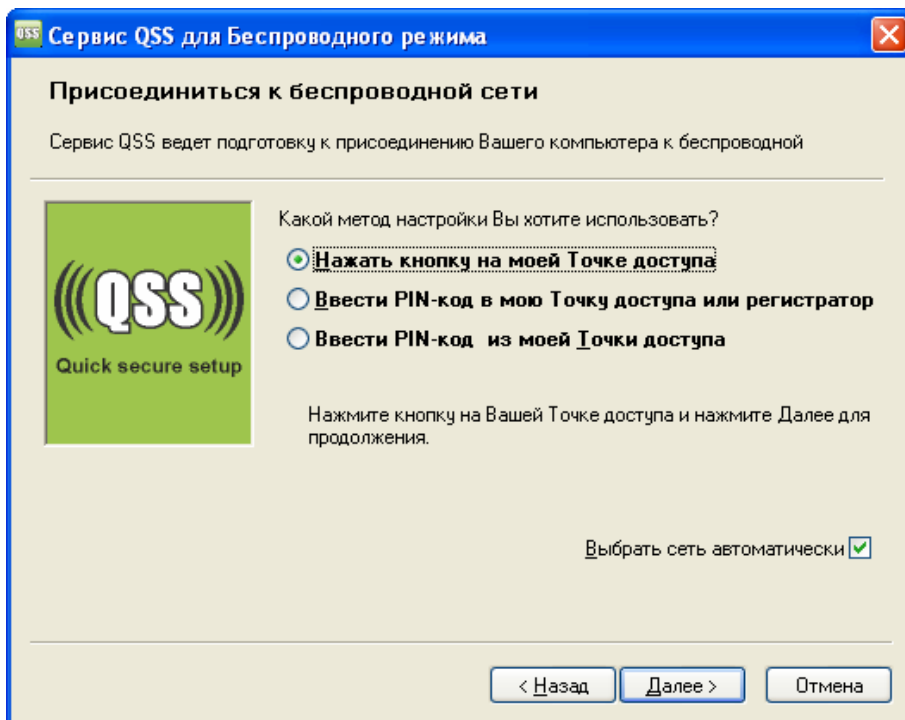 QSS Сервис QSS для Беспроводного режима
Присоединиться к беспроводной сети
Сервис QSS ведет подготовку к присоединению Вашего компьютера к беспроводной
Какой метод настройки Вы хотите использовать?
Нажать кнопку на моей Точке доступа
Ввести PIN-код в мою Точку доступа или регистратор
Ввести PIN-код из моей Точки доступа
QSS
Quick secure setup
Нажмите кнопку на Вашей Точке доступа и нажмите Далее для
продолжения.
Выбрать сеть автоматически
< Назад
Далее >
Отмена